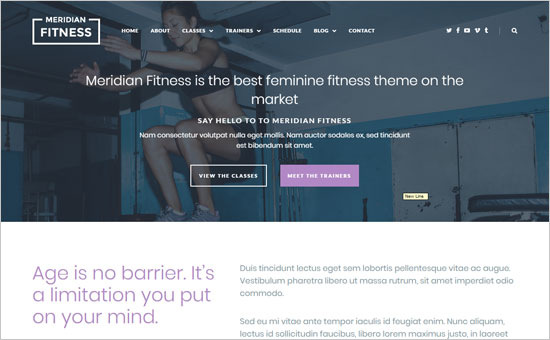 MERIDIAN
FITNESS
HOME ABOUT CLASSES TRAINERS SCHEDULE BLOG CONTACT
Meridian Fitness is the best feminine fitness theme on the
market
SAY HELLO TO TO MERIDIAN FITNESS
Nam consectetur volutpat nulla eget mollis. Nam auctor sodales ex, sed tincidunt
est bibendum sit amet.
VIEW THE CLASSES MEET THE TRAINERS
New Line
Age is no barrier. It's
a limitation you put
on your mind.
Duis tincidunt lectus eget sem lobortis pellentesque vitae ac augue.
Vestibulum pharetra libero ut massa rutrum, sit amet imperdiet odio
commodo.
Sed eu mi vitae ante tempor iaculis id feugiat enim. Nunc aliquam,
lectus id sollicitudin faucibus, libero lorem maximus justo, in laoreet